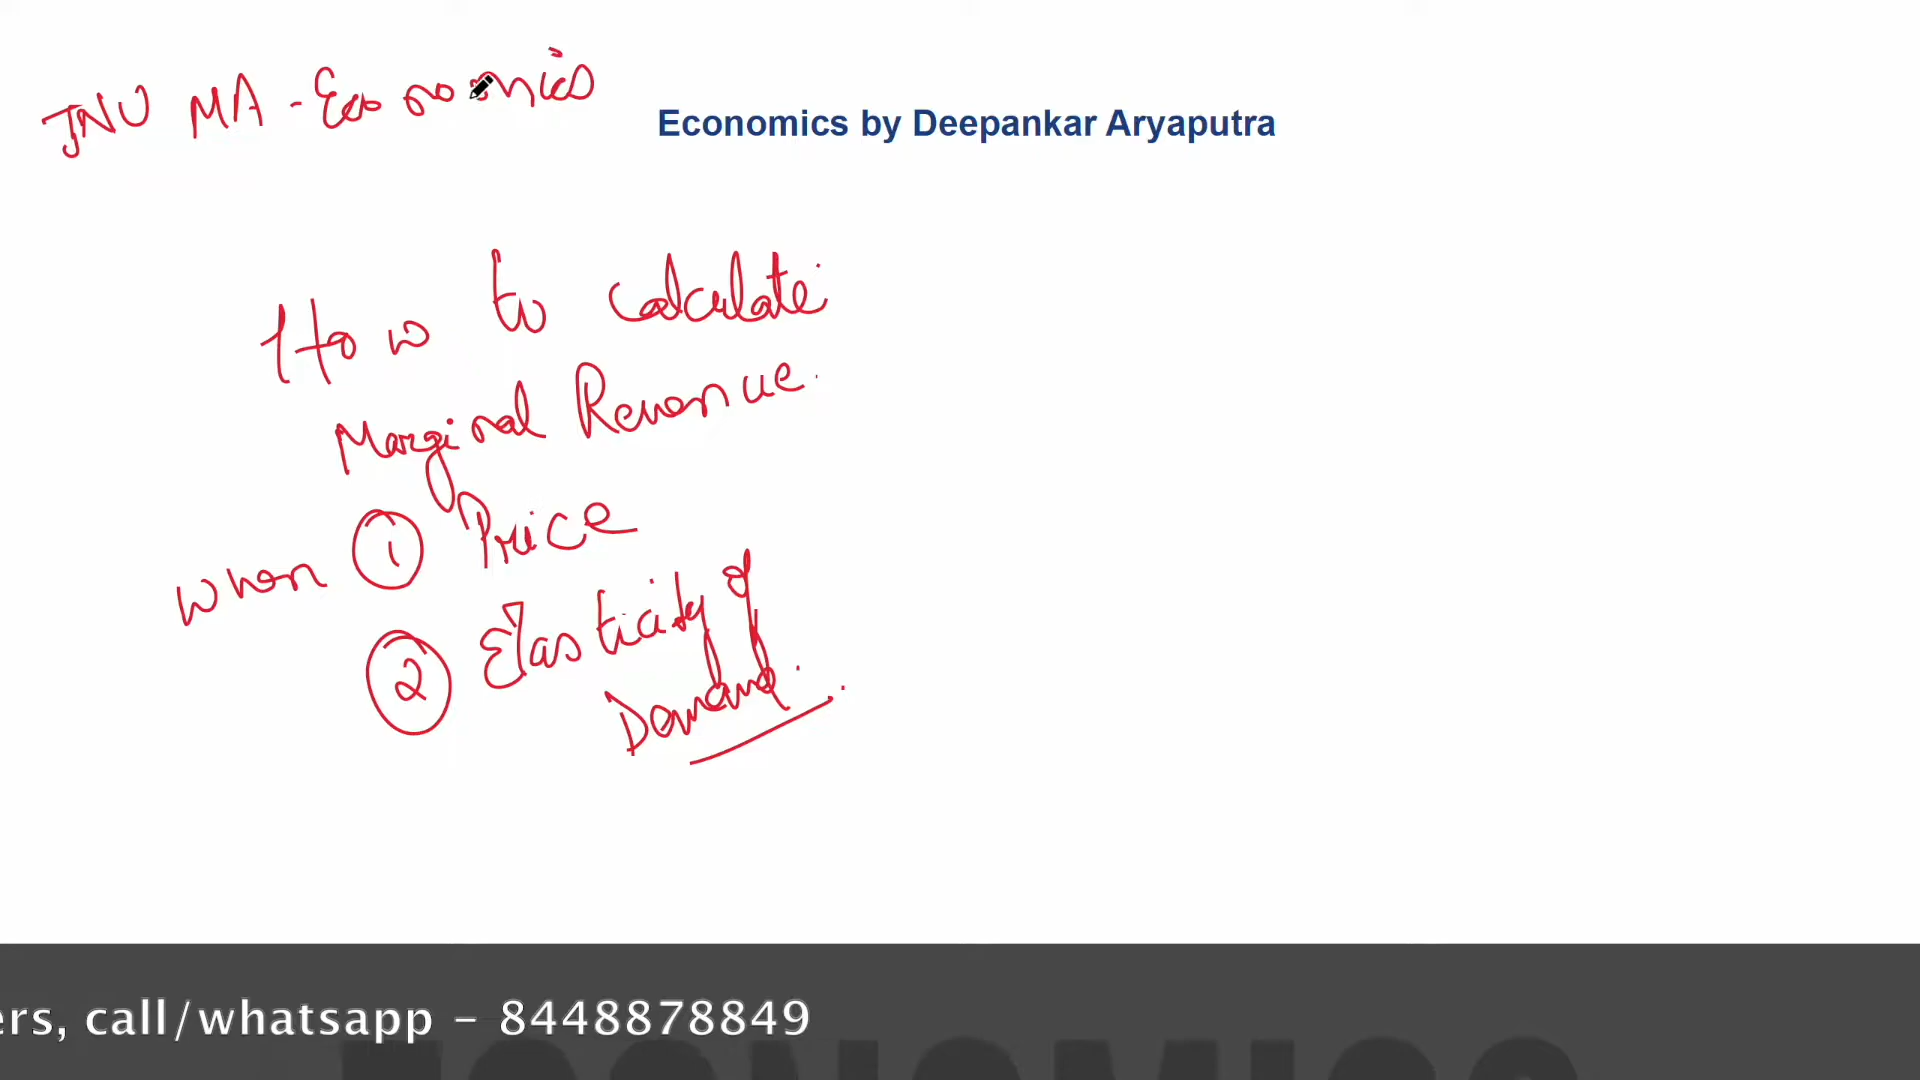 JNU MA - Economics
Economics by Deepankar Aryaputra
How to calculate
Marginal Revenue.
when ① Price
② Elasticity of
Demand.
ers, call/whatsapp – 8448878849
ECONOMICS